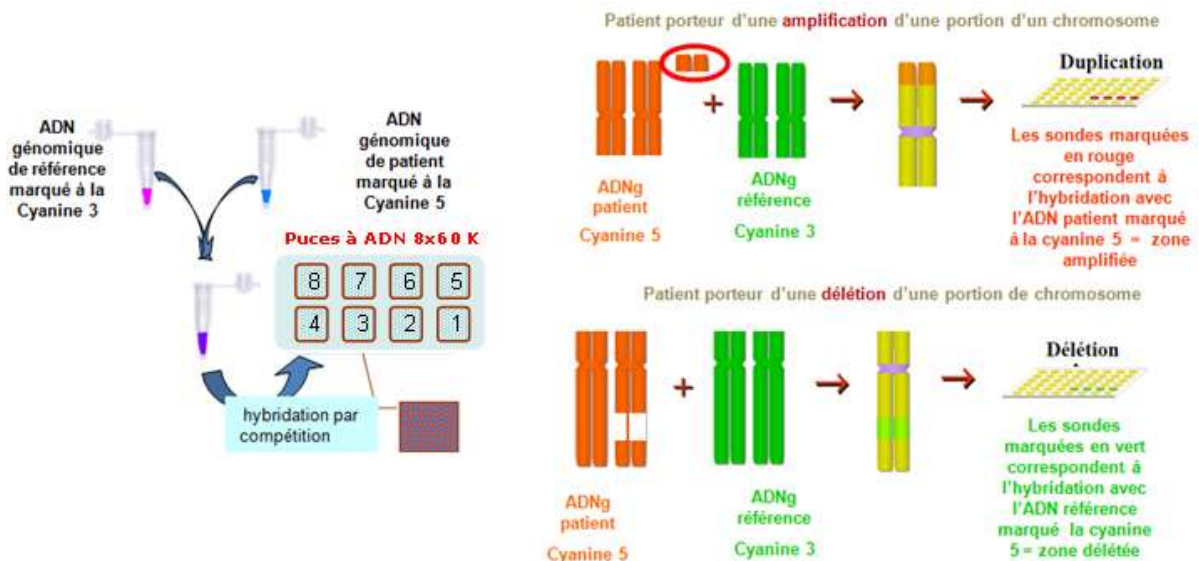 ADN
génomique
de référence
marqué à la
Cyanine 3
ADN
génomique
de patient
marqué à la
Cyanine 5
Puces à ADN 8x60 K
8 7 6 5
4 3 2 1
hybridation par
compétition
Patient porteur d'une amplification d'une portion d'un chromosome
+
ADNg
patient
Cyanine 5
ADNg
référence
Cyanine 3
Duplication
Les sondes marquées
en rouge
correspondent à
l'hybridation avec
l'ADN patient marqué
à la cyanine 5 = zone
amplifiée
Patient porteur d'une délétion d'une portion de chromosome
+
ADNg
patient
Cyanine 5
ADNg
référence
Cyanine 3
Délétion
Les sondes
marquées en vert
correspondent à
l'hybridation avec
l'ADN référence
marqué la cyanine
5 = zone délétée